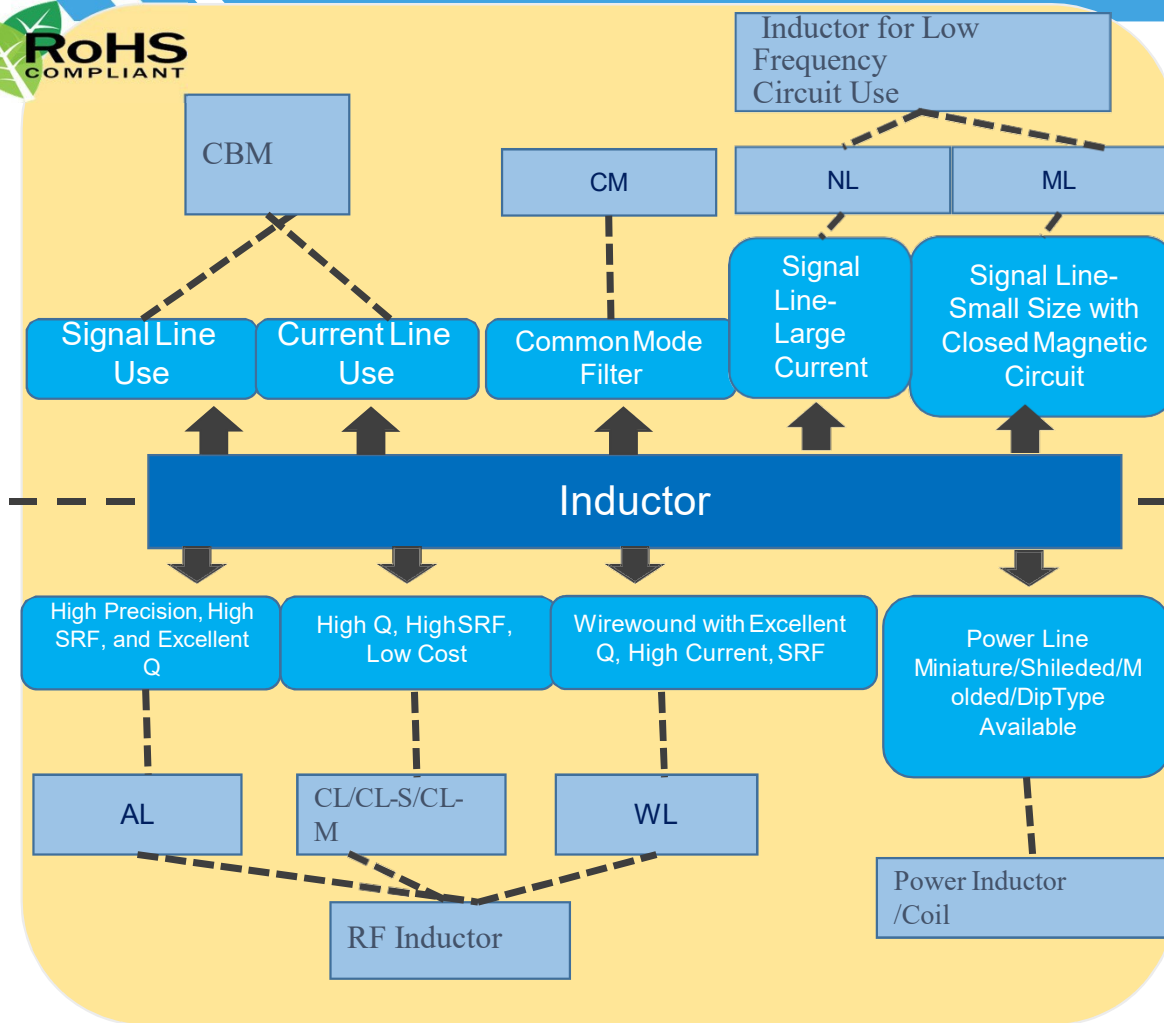 RoHS
COMPLIANT
Inductor for Low
Frequency
Circuit Use
CBM
CM
NL
ML
Signal Line
Use
Current Line
Use
Common Mode
Filter
Signal
Line-
Large
Current
Signal Line-
Small Size with
Closed Magnetic
Circuit
Inductor
High Precision, High
SRF, and Excellent
Q
High Q, High SRF,
Low Cost
Wirewound with Excellent
Q, High Current, SRF
Power Line
Miniature/Shileded/M
olded/DipType
Available
AL
CL/CL-S/CL-
M
WL
RF Inductor
Power Inductor
/Coil